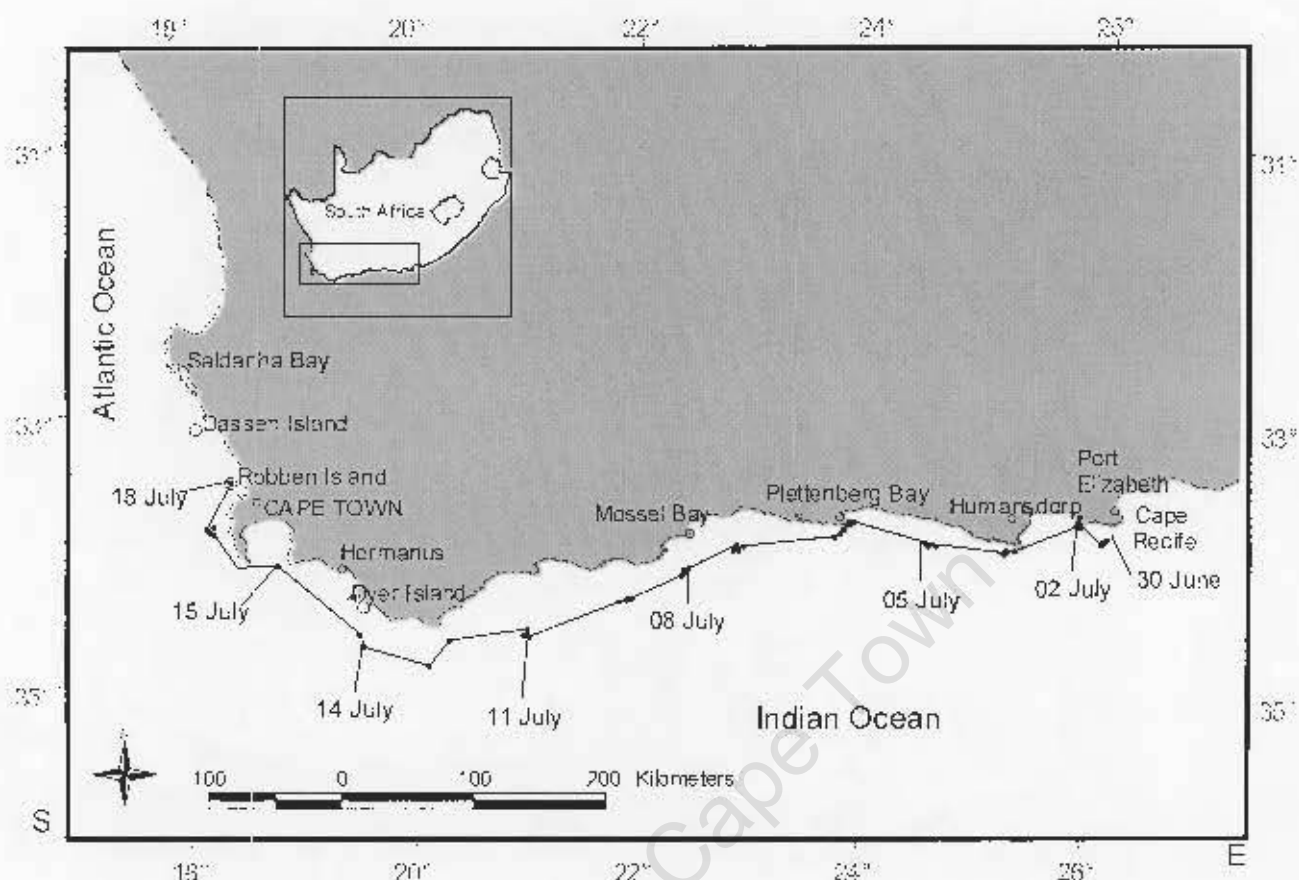 18°
20°
22°
24°
Atlantic Ocean
South Africa
Saldanha Bay
Dassen Island
33°
Robben Island
18 July
CAPE TOWN
Hermanus
Dyer Island
15 July
14 July
11 July
Mossel Bay
08 July
Plettenberg Bay
05 July
Humansdorp
Port
Elizabeth
Cape
Recife
02 July
30 June
Indian Ocean
100 0 100 200 Kilometers
S
E
18°
20°
22°
24°
26°
Cape Town